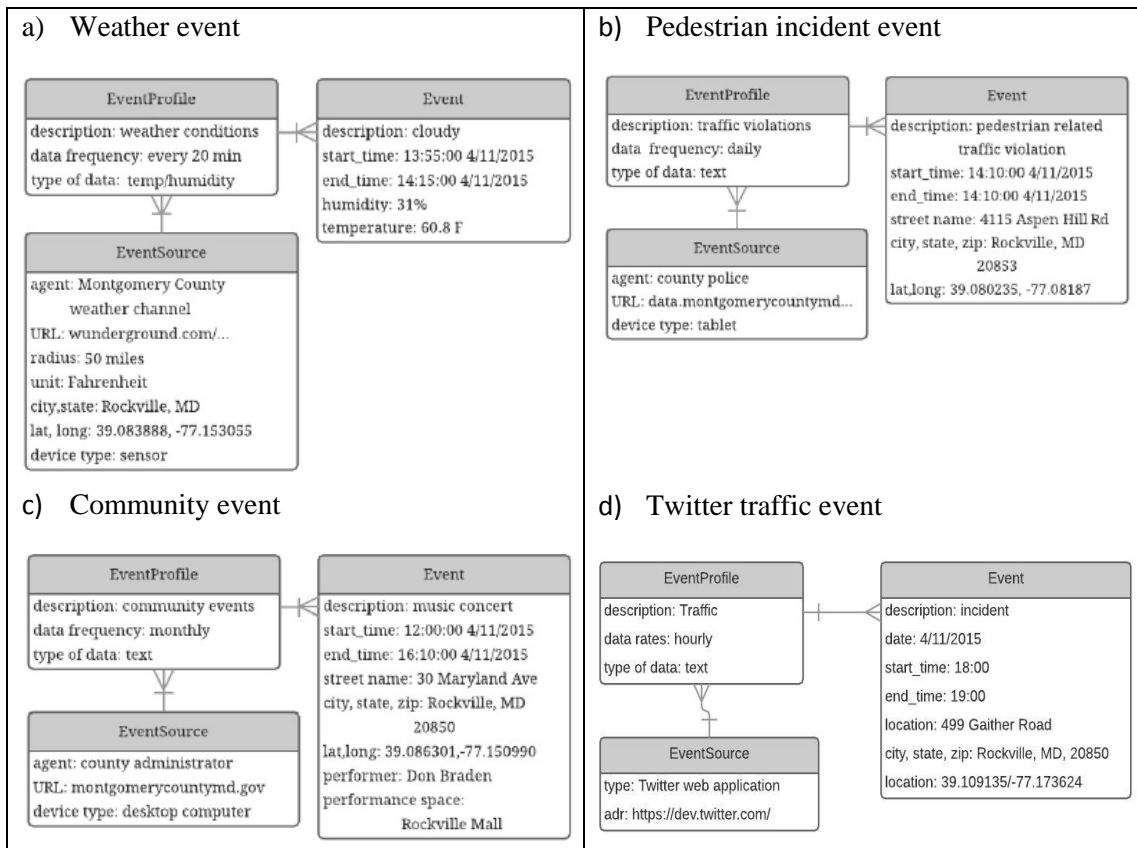 a) Weather event
EventProfile
description: weather conditions
data frequency: every 20 min
type of data: temp/humidity
Event
description: cloudy
start_time: 13:55:00 4/11/2015
end_time: 14:15:00 4/11/2015
humidity: 31%
temperature: 60.8 F
EventSource
agent: Montgomery County
weather channel
URL: wunderground.com/...
radius: 50 miles
unit: Fahrenheit
city,state: Rockville, MD
lat, long: 39.083888, -77.153055
device type: sensor
b) Pedestrian incident event
EventProfile
description: traffic violations
data frequency: daily
type of data: text
Event
description: pedestrian related
traffic violation
start_time: 14:10:00 4/11/2015
end_time: 14:10:00 4/11/2015
street name: 4115 Aspen Hill Rd
city, state, zip: Rockville, MD
20853
lat,long: 39.080235, -77.08187
EventSource
agent: county police
URL: data.montgomerycountymd...
device type: tablet
c) Community event
EventProfile
description: community events
data frequency: monthly
type of data: text
Event
description: music concert
start_time: 12:00:00 4/11/2015
end_time: 16:10:00 4/11/2015
street name: 30 Maryland Ave
city, state, zip: Rockville, MD
20850
lat,long: 39.086301,-77.150990
performer: Don Braden
performance space:
Rockville Mall
EventSource
agent: county administrator
URL: montgomerycountymd.gov
device type: desktop computer
d) Twitter traffic event
EventProfile
description: Traffic
data rates: hourly
type of data: text
Event
description: incident
date: 4/11/2015
start_time: 18:00
end_time: 19:00
location: 499 Gaither Road
city, state, zip: Rockville, MD, 20850
location: 39.109135/-77.173624
EventSource
type: Twitter web application
adr: https://dev.twitter.com/